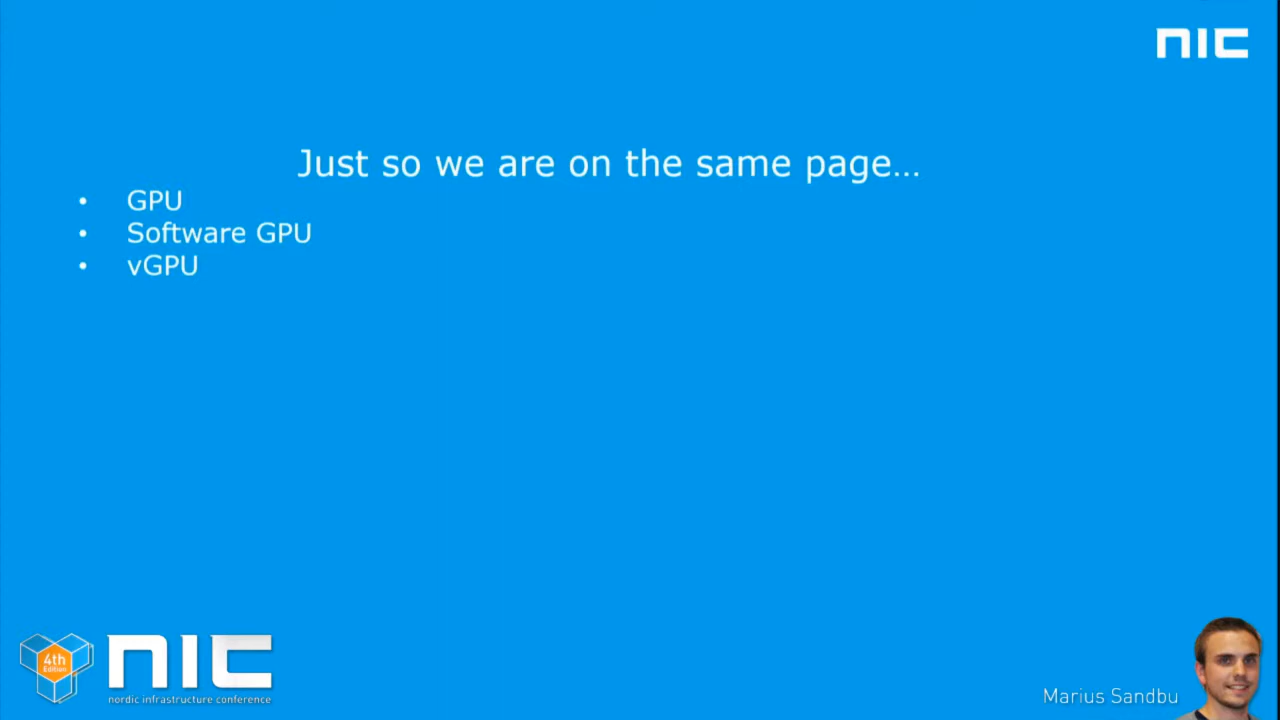 nic
Just so we are on the same page...
• GPU
• Software GPU
• vGPU
4th
Edition
nic
nordic infrastructure conference
Marius Sandbu